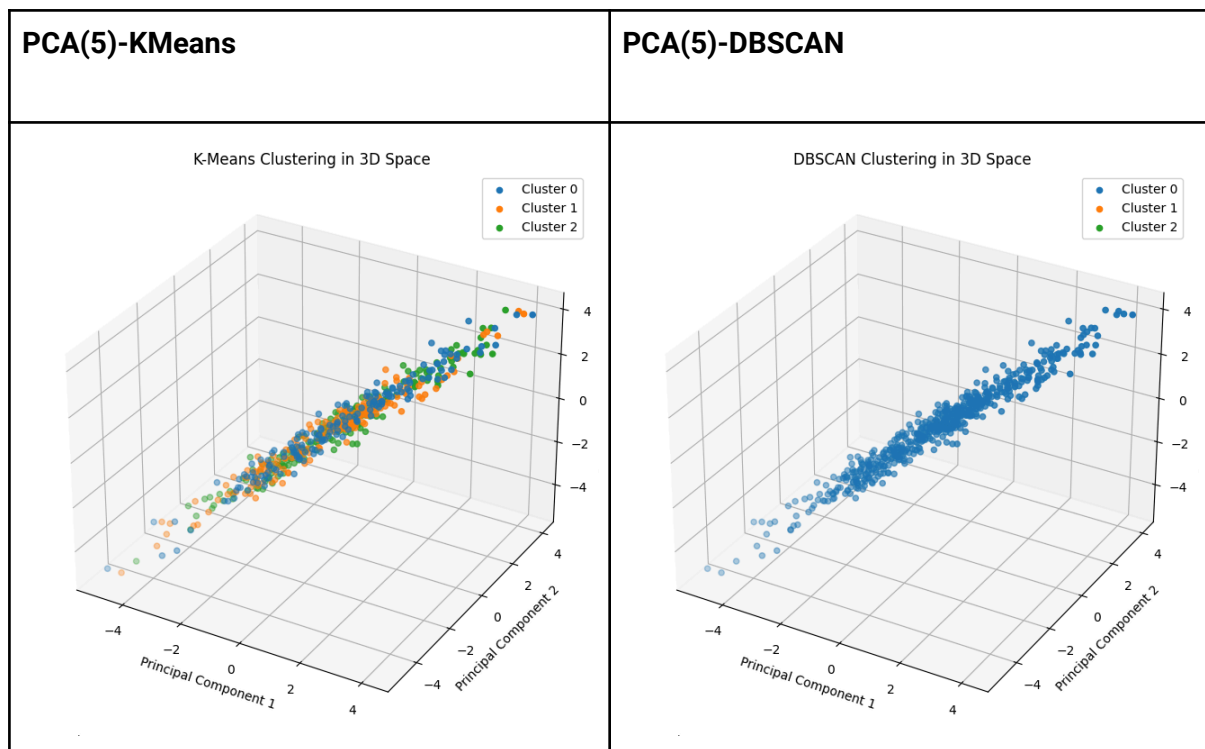 PCA(5)-KMeans
PCA(5)-DBSCAN
K-Means Clustering in 3D Space
Cluster 0
Cluster 1
Cluster 2
4
2
0
−2
−4
4
2
0
−2
−4
Principal Component 2
−4
−2
0
2
4
Principal Component 1
DBSCAN Clustering in 3D Space
Cluster 0
Cluster 1
Cluster 2
4
2
0
−2
−4
4
2
0
−2
−4
Principal Component 2
−4
−2
0
2
4
Principal Component 1